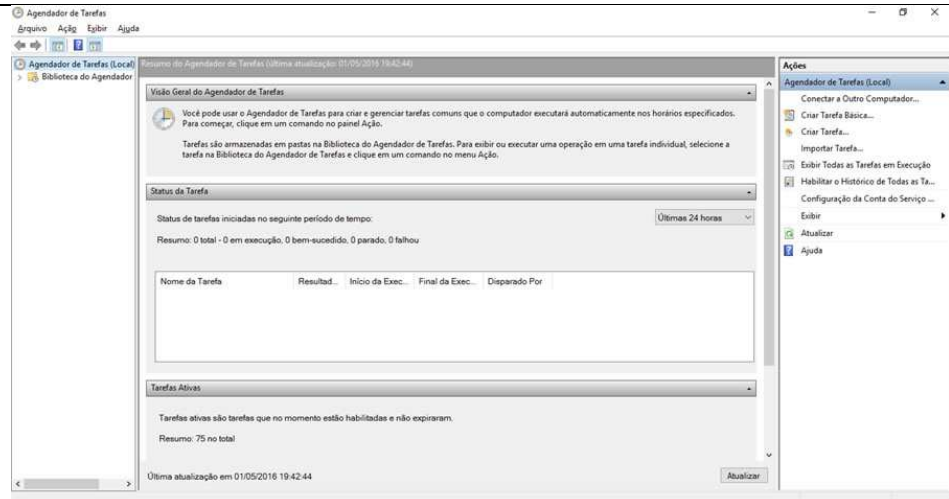 Agendador de Tarefas
Arquivo Ação Exibir Ajuda
Agendador de Tarefas (Local)
Biblioteca do Agendador
Resumo do Agendador de Tarefas (última atualização: 01/05/2016 19:42:44)
Visão Geral do Agendador de Tarefas
Você pode usar o Agendador de Tarefas para criar e gerenciar tarefas comuns que o computador executará automaticamente nos horários especificados.
Para começar, clique em um comando no painel Ação.
Tarefas são armazenadas em pastas na Biblioteca do Agendador de Tarefas. Para exibir ou executar uma operação em uma tarefa individual, selecione a
tarefa na Biblioteca do Agendador de Tarefas e clique em um comando no menu Ação.
Status da Tarefa
Status de tarefas iniciadas no seguinte período de tempo: Últimas 24 horas
Resumo: 0 total - 0 em execução, 0 bem-sucedido, 0 parado, 0 falhou
Nome da Tarefa Resultad... Início da Exec... Final da Exec... Disparado Por
Tarefas Ativas
Tarefas ativas são tarefas que no momento estão habilitadas e não expiraram.
Resumo: 75 no total
Última atualização em 01/05/2016 19:42:44 Atualizar
Ações
Agendador de Tarefas (Local)
Conectar a Outro Computador...
Criar Tarefa Básica...
Criar Tarefa...
Importar Tarefa...
Exibir Todas as Tarefas em Execução
Habilitar o Histórico de Todas as Ta...
Configuração da Conta do Serviço ...
Exibir
Atualizar
Ajuda